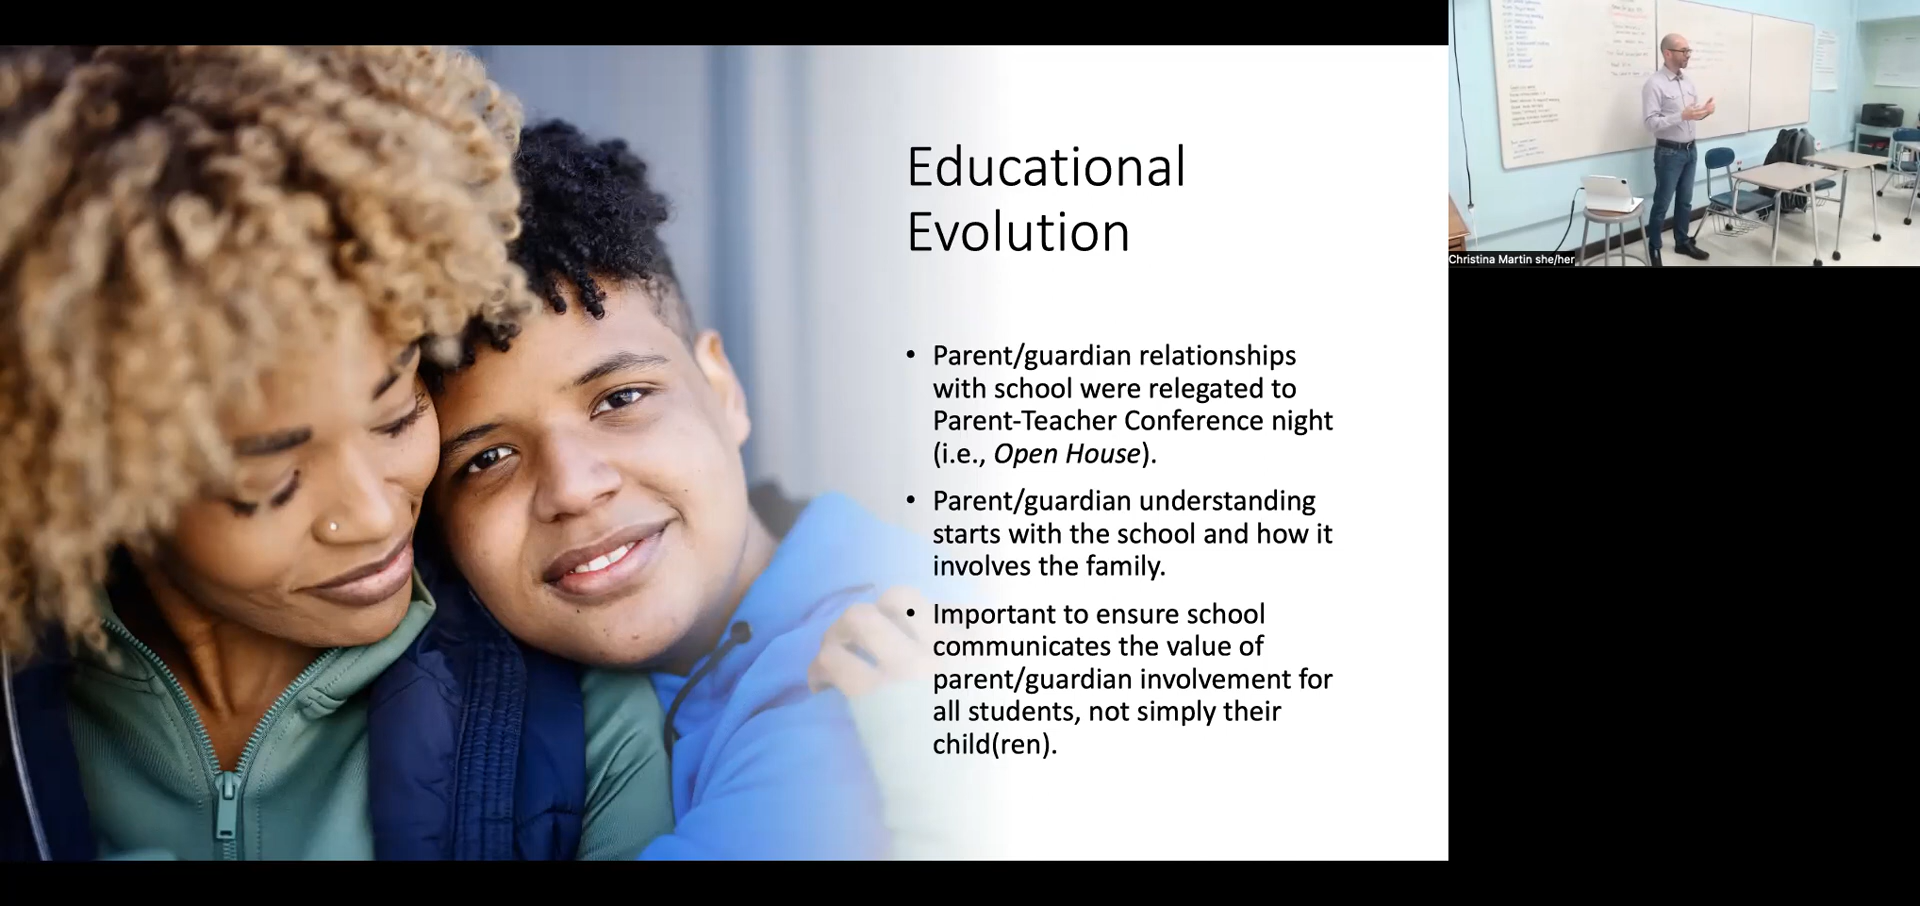 Educational
Evolution
• Parent/guardian relationships
with school were relegated to
Parent-Teacher Conference night
(i.e., Open House).
• Parent/guardian understanding
starts with the school and how it
involves the family.
• Important to ensure school
communicates the value of
parent/guardian involvement for
all students, not simply their
child(ren).
Christina Martin she/her